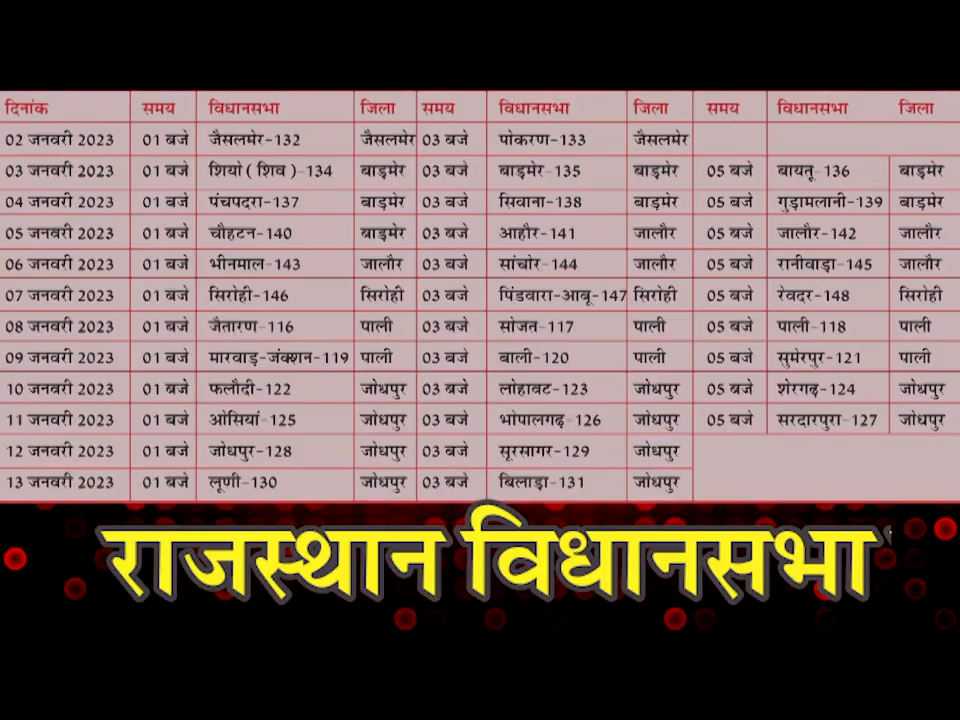 दिनांक समय विधानसभा जिला समय विधानसभा जिला समय विधानसभा जिला
02 जनवरी 2023 01 बजे जैसलमेर-132 जैसलमेर 03 बजे पोकरण-133 जैसलमेर
03 जनवरी 2023 01 बजे शियो ( शिव )-134 बाड़मेर 03 बजे बाड़मेर-135 बाड़मेर 05 बजे बायतू-136 बाड़मेर
04 जनवरी 2023 01 बजे पंचपदरा-137 बाड़मेर 03 बजे सिवाना-138 बाड़मेर 05 बजे गुड़ामलानी-139 बाड़मेर
05 जनवरी 2023 01 बजे चौहटन-140 बाड़मेर 03 बजे आहौर-141 जालौर 05 बजे जालौर-142 जालौर
06 जनवरी 2023 01 बजे भीनमाल-143 जालौर 03 बजे सांचोर-144 जालौर 05 बजे रानीवाड़ा-145 जालौर
07 जनवरी 2023 01 बजे सिरोही-146 सिरोही 03 बजे पिंडवारा-आबू-147 सिरोही 05 बजे रेवदर-148 सिरोही
08 जनवरी 2023 01 बजे जैतारण-116 पाली 03 बजे सोजत-117 पाली 05 बजे पाली-118 पाली
09 जनवरी 2023 01 बजे मारवाड़-जंक्शन-119 पाली 03 बजे बाली-120 पाली 05 बजे सुमेरपुर-121 पाली
10 जनवरी 2023 01 बजे फलौदी-122 जोधपुर 03 बजे लोहावट-123 जोधपुर 05 बजे शेरगढ़-124 जोधपुर
11 जनवरी 2023 01 बजे ओसियां-125 जोधपुर 03 बजे भोपालगढ़-126 जोधपुर 05 बजे सरदारपुरा-127 जोधपुर
12 जनवरी 2023 01 बजे जोधपुर-128 जोधपुर 03 बजे सूरसागर-129 जोधपुर
13 जनवरी 2023 01 बजे लूणी-130 जोधपुर 03 बजे बिलाड़ा-131 जोधपुर
राजस्थान विधानसभा